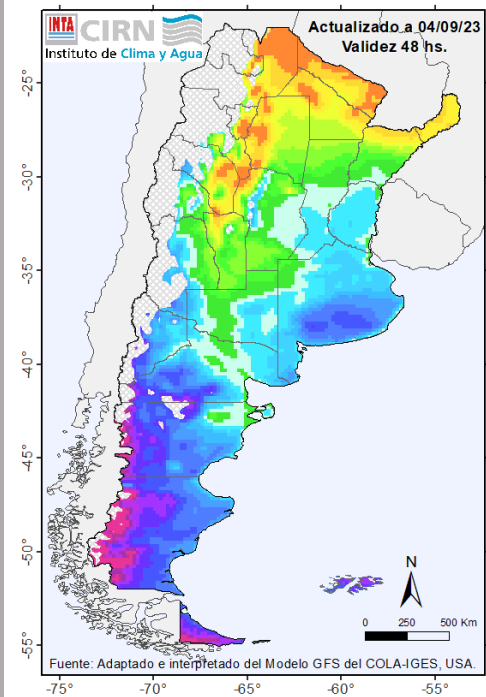 INTA CIRN
Instituto de Clima y Agua
Actualizado a 04/09/23
Validez 48 hs.
-25°
-30°
-35°
-40°
-45°
-50°
-55°
N
0 250 500 Km
Fuente: Adaptado e interpretado del Modelo GFS del COLA-IGES, USA.
-75° -70° -65° -60° -55°